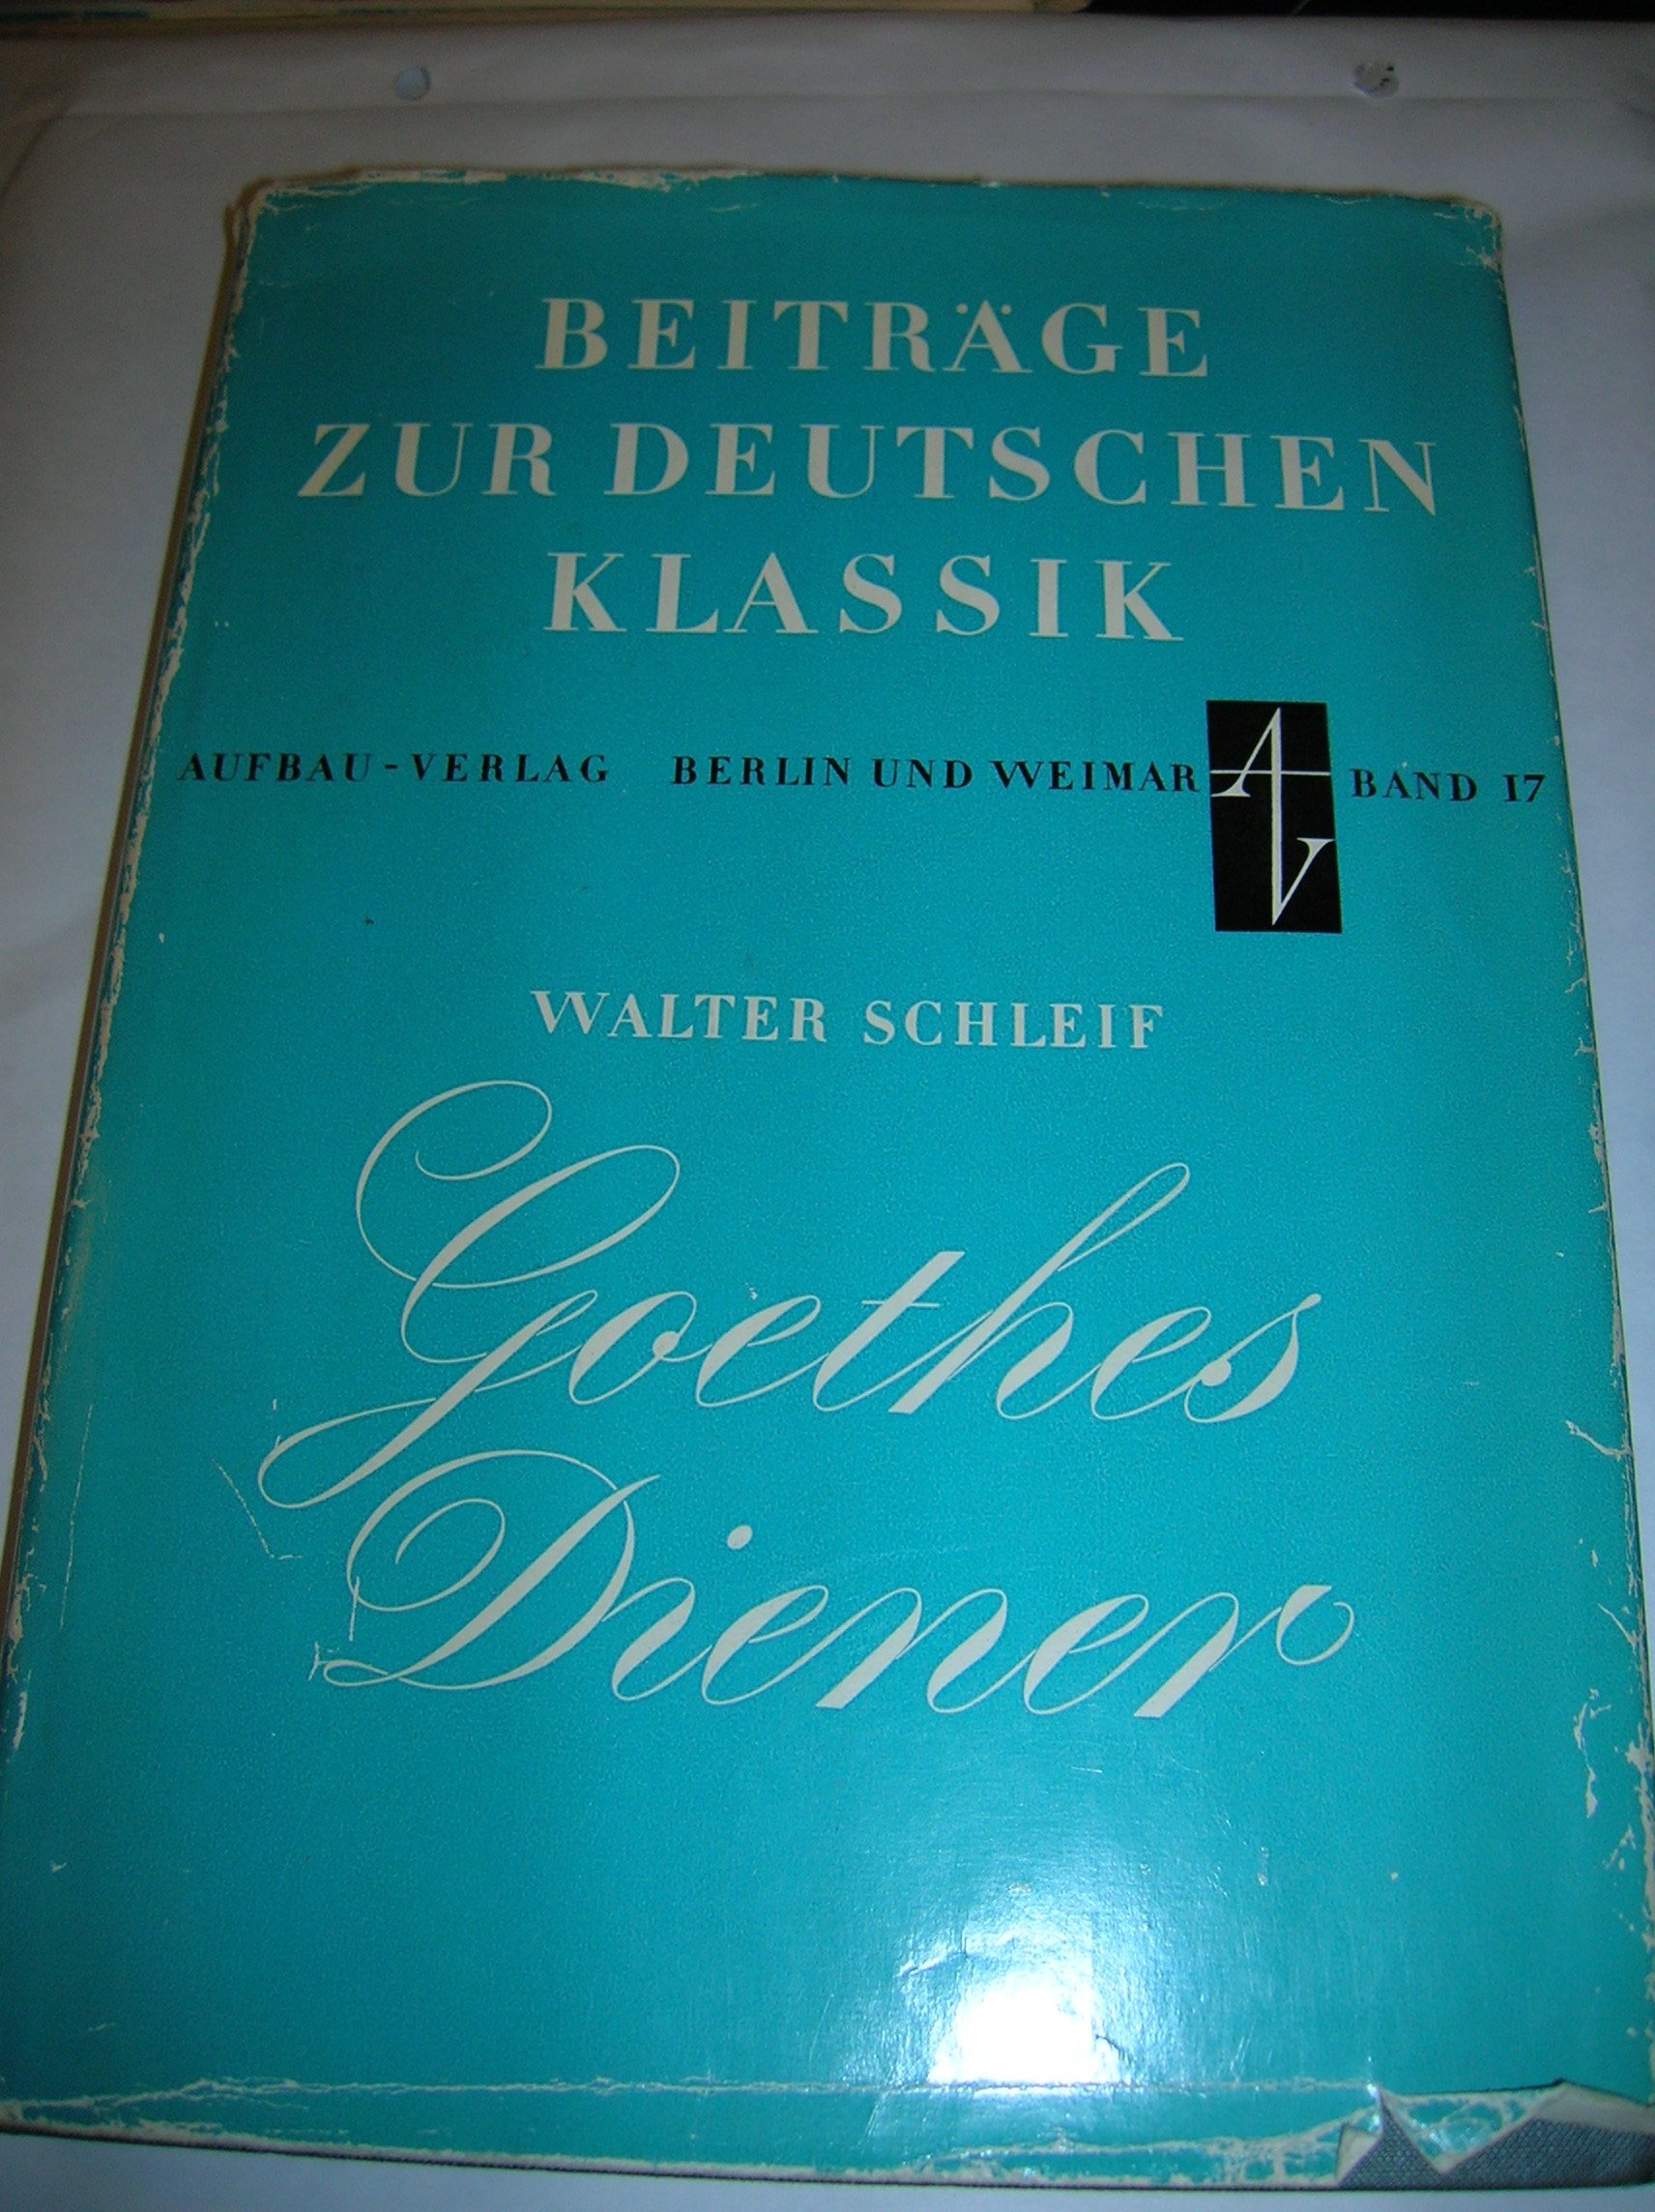 BEITRÄGE
ZUR DEUTSCHEN
KLASSIK
AUFBAU-VERLAG BERLIN UND WEIMAR AV BAND 17
WALTER SCHLEIF
Goethes
Diener